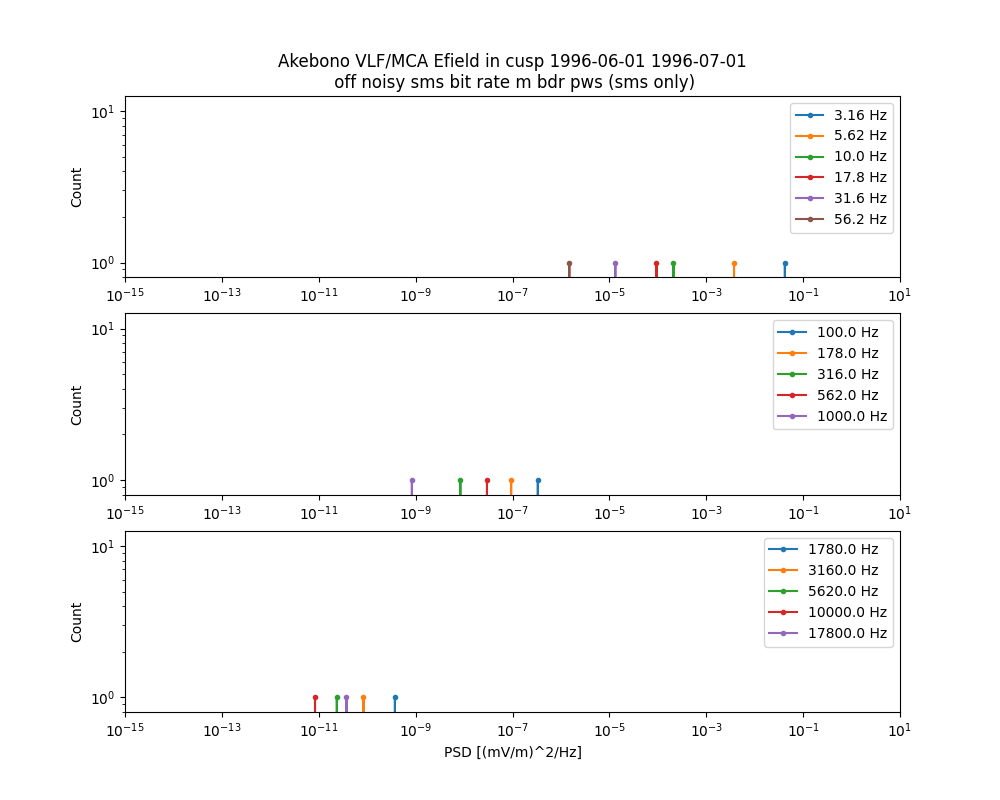 Akebono VLF/MCA Efield in cusp 1996-06-01 1996-07-01
off noisy sms bit rate m bdr pws (sms only)
10^1
10^0
Count
3.16 Hz
5.62 Hz
10.0 Hz
17.8 Hz
31.6 Hz
56.2 Hz
10^−15 10^−13 10^−11 10^−9 10^−7 10^−5 10^−3 10^−1 10^1
10^1
10^0
Count
100.0 Hz
178.0 Hz
316.0 Hz
562.0 Hz
1000.0 Hz
10^−15 10^−13 10^−11 10^−9 10^−7 10^−5 10^−3 10^−1 10^1
10^1
10^0
Count
1780.0 Hz
3160.0 Hz
5620.0 Hz
10000.0 Hz
17800.0 Hz
10^−15 10^−13 10^−11 10^−9 10^−7 10^−5 10^−3 10^−1 10^1
PSD [(mV/m)^2/Hz]